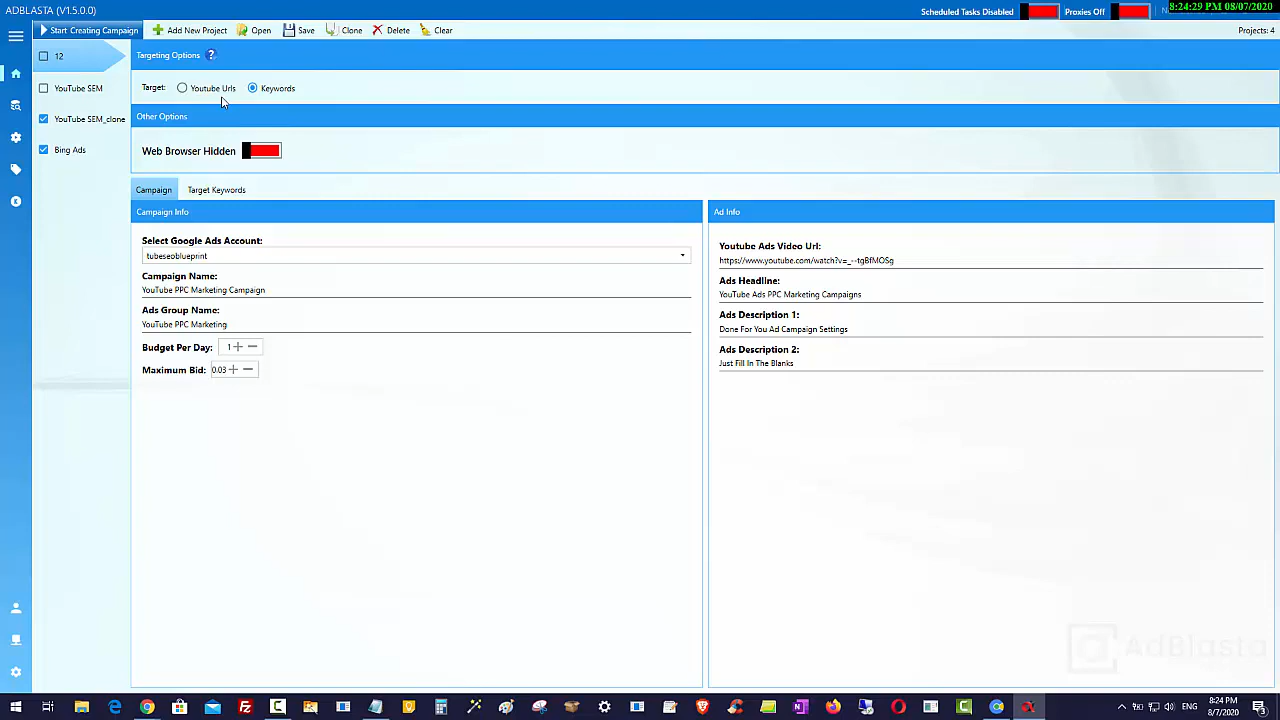 ADBLASTA (V1.5.0.0)
Scheduled Tasks Disabled
Proxies Off
8:24:29 PM 08/07/2020
Start Creating Campaign
Add New Project
Open
Save
Clone
Delete
Clear
Projects: 4
12
YouTube SEM
YouTube SEM_clone
Bing Ads
Targeting Options
Target:
Youtube Urls
Keywords
Other Options
Web Browser Hidden
Campaign
Target Keywords
Campaign Info
Select Google Ads Account:
tubeseoblueprint
Campaign Name:
YouTube PPC Marketing Campaign
Ads Group Name:
YouTube PPC Marketing
Budget Per Day:
1
Maximum Bid:
0.03
Ad Info
Youtube Ads Video Url:
https://www.youtube.com/watch?v=_--tgBfMOSg
Ads Headline:
YouTube Ads PPC Marketing Campaigns
Ads Description 1:
Done For You Ad Campaign Settings
Ads Description 2:
Just Fill In The Blanks
AdBlasta
ENG
8:24 PM
8/7/2020